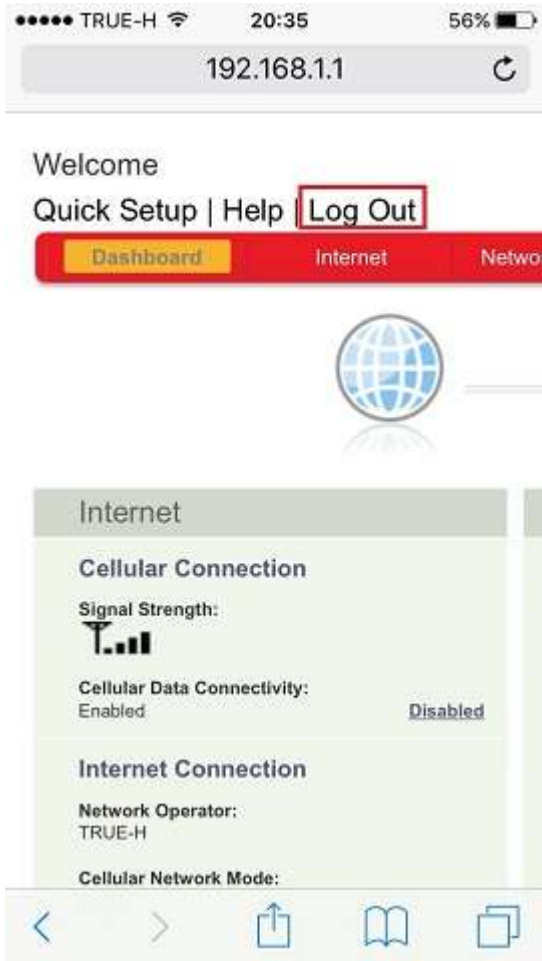 TRUE-H 20:35 56%
192.168.1.1
Welcome
Quick Setup | Help | Log Out
Dashboard Internet Netwo
Internet
Cellular Connection
Signal Strength:
Cellular Data Connectivity:
Enabled Disabled
Internet Connection
Network Operator:
TRUE-H
Cellular Network Mode: